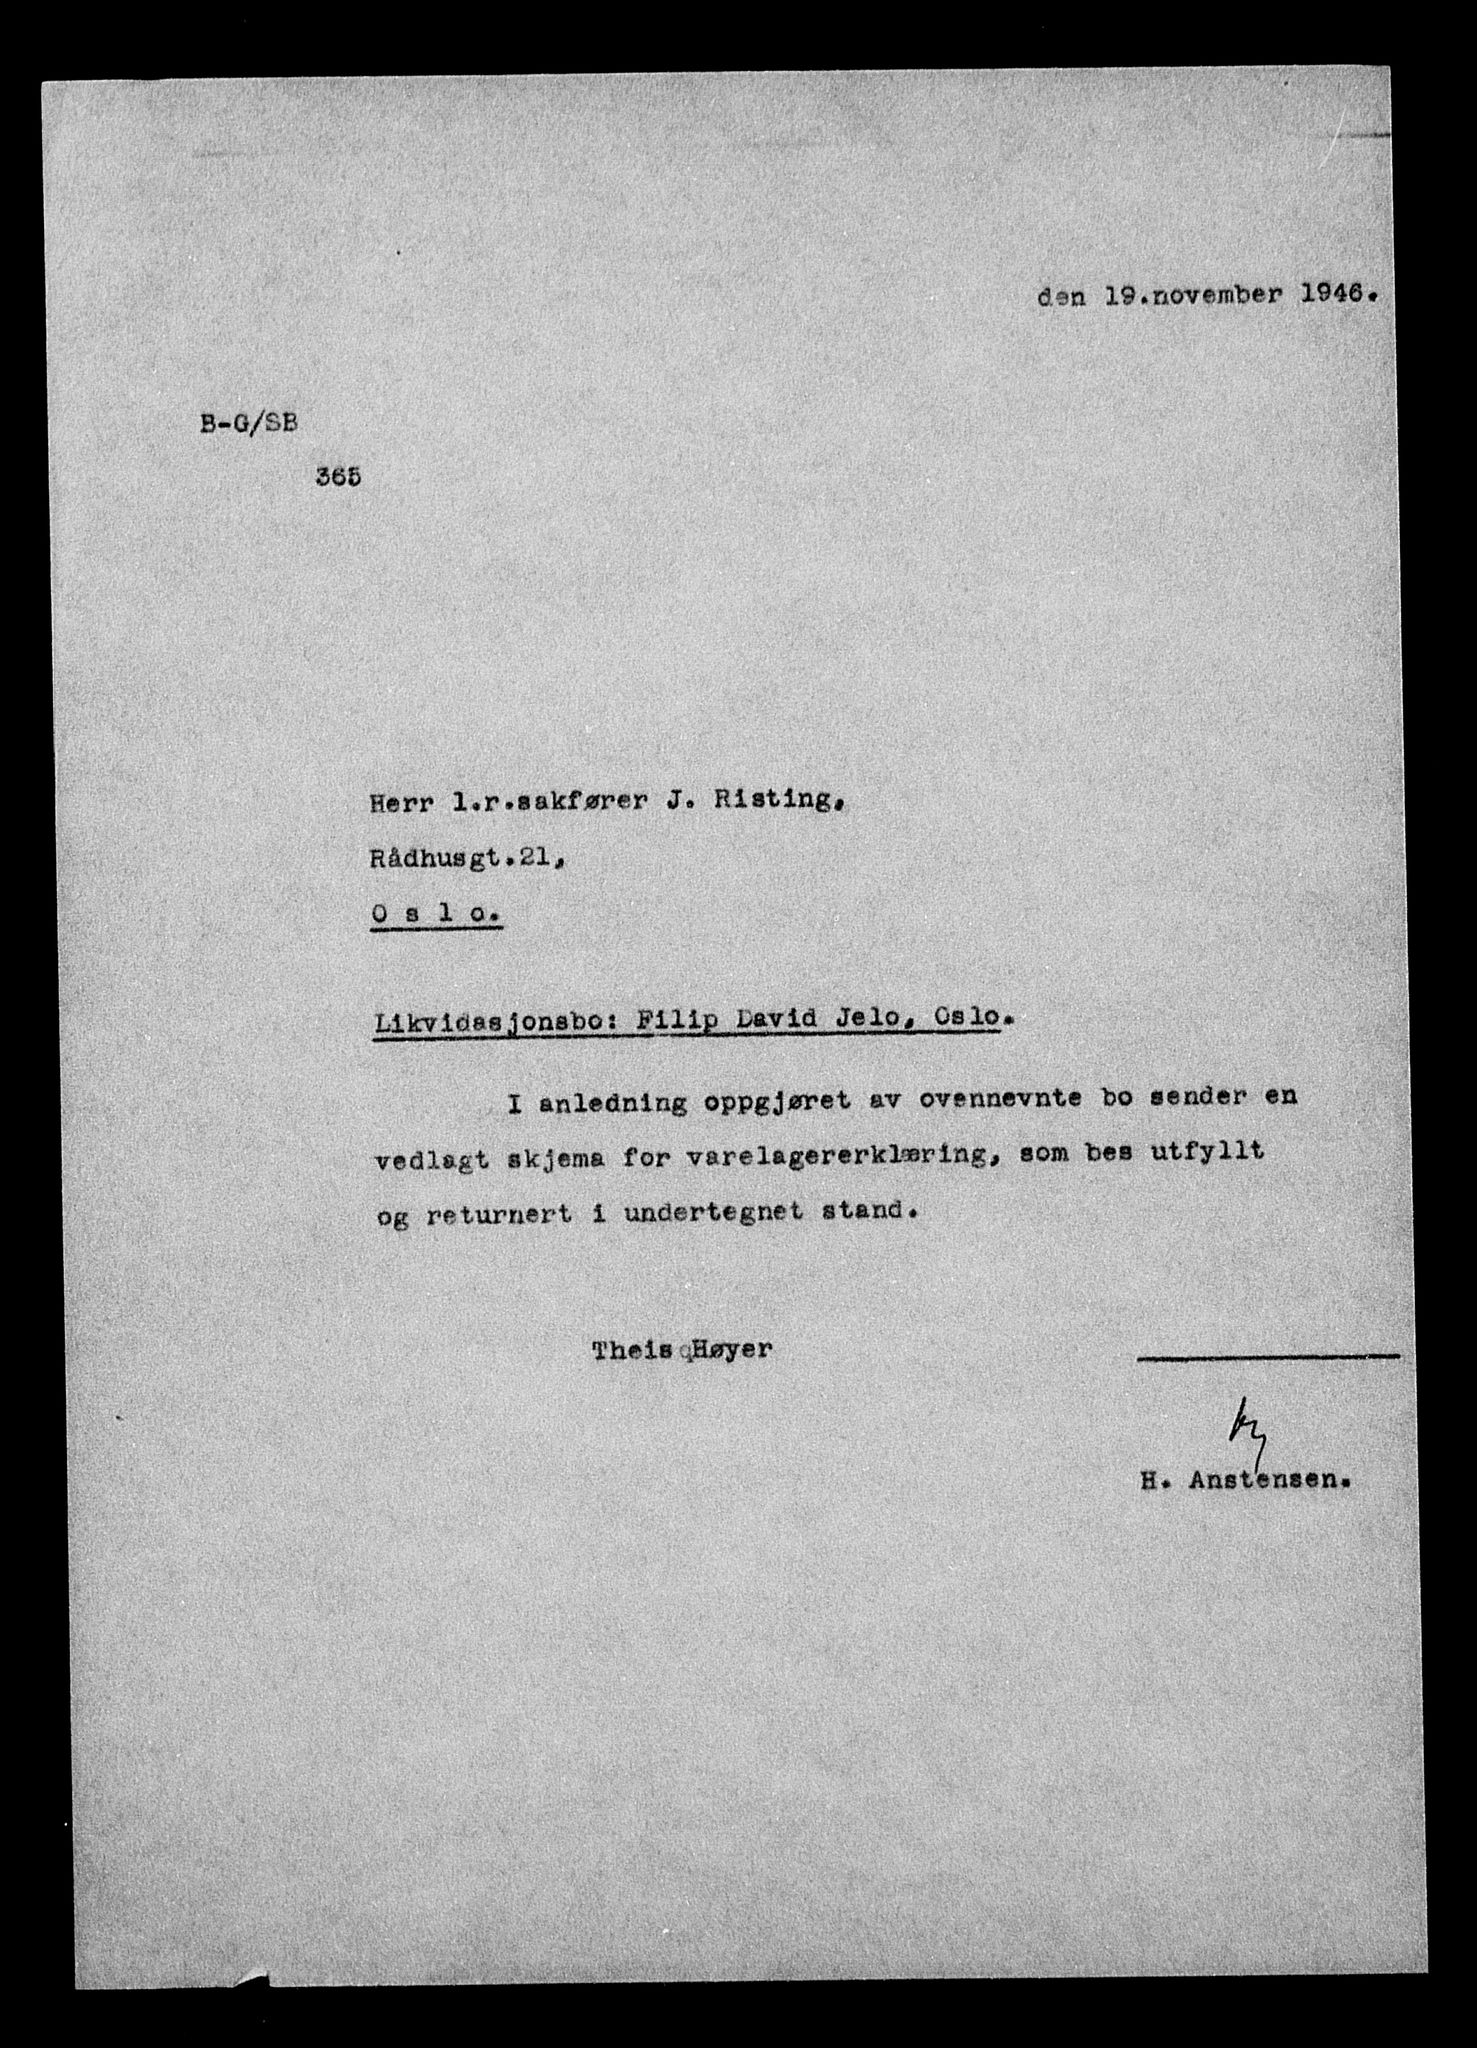 den 19.november 1946.
B-G/SB
365
Herr l.r.sakfører J. Risting,
Rådhusgt.21,
O s l o.
Likvidasjonsbo: Filip David Jelo, Oslo.
I anledning oppgjøret av ovennevnte bo sender en
vedlagt skjema for varelagererklæring, som bes utfyllt
og returnert i undertegnet stand.
Theis Høyer
H. Anstensen.